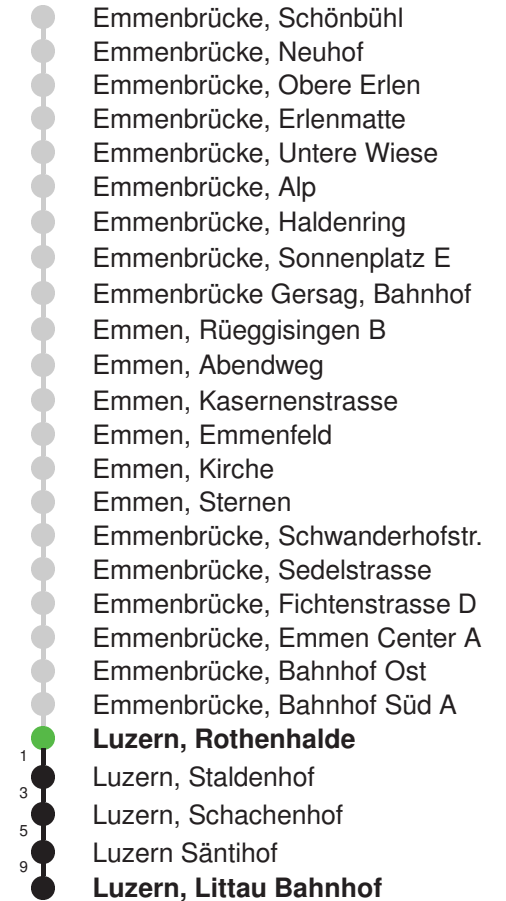 Emmenbrücke, Schönbühl
Emmenbrücke, Neuhof
Emmenbrücke, Obere Erlen
Emmenbrücke, Erlenmatte
Emmenbrücke, Untere Wiese
Emmenbrücke, Alp
Emmenbrücke, Haldenring
Emmenbrücke, Sonnenplatz E
Emmenbrücke Gersag, Bahnhof
Emmen, Rüeggisingen B
Emmen, Abendweg
Emmen, Kasernenstrasse
Emmen, Emmenfeld
Emmen, Kirche
Emmen, Sternen
Emmenbrücke, Schwanderhofstr.
Emmenbrücke, Sedelstrasse
Emmenbrücke, Fichtenstrasse D
Emmenbrücke, Emmen Center A
Emmenbrücke, Bahnhof Ost
Emmenbrücke, Bahnhof Süd A
Luzern, Rothenhalde
1
Luzern, Staldenhof
3
Luzern, Schachenhof
5
Luzern Säntihof
9
Luzern, Littau Bahnhof